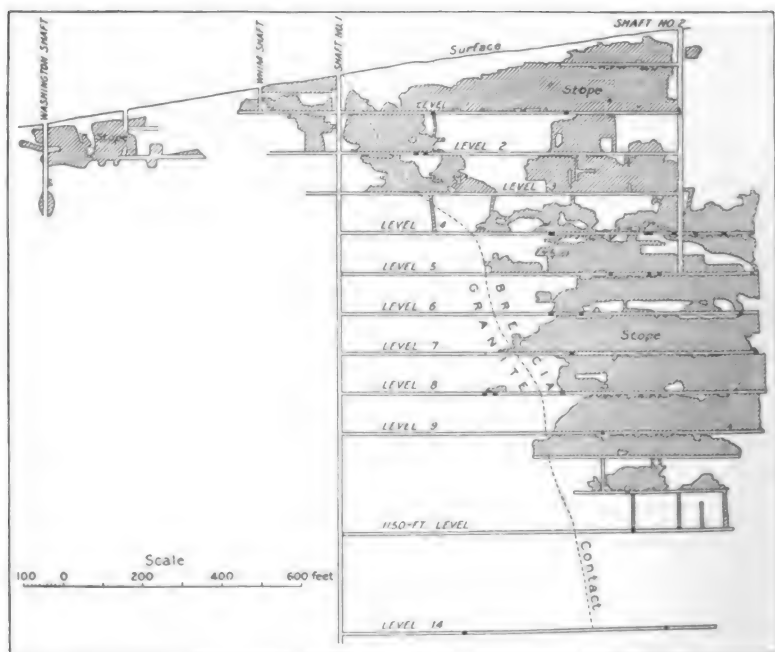 WASHINGTON SHAFT
WHIM SHAFT
SHAFT NO. 1
SHAFT NO. 2
Surface
Stope
Stope
LEVEL
LEVEL 2
LEVEL 3
LEVEL 4
LEVEL 5
LEVEL 6
BRECCIA
GRANITE
LEVEL 7
Stope
LEVEL 8
LEVEL 9
1150-FT. LEVEL
Contact
Scale
100 0 200 400 600 feet
LEVEL 14